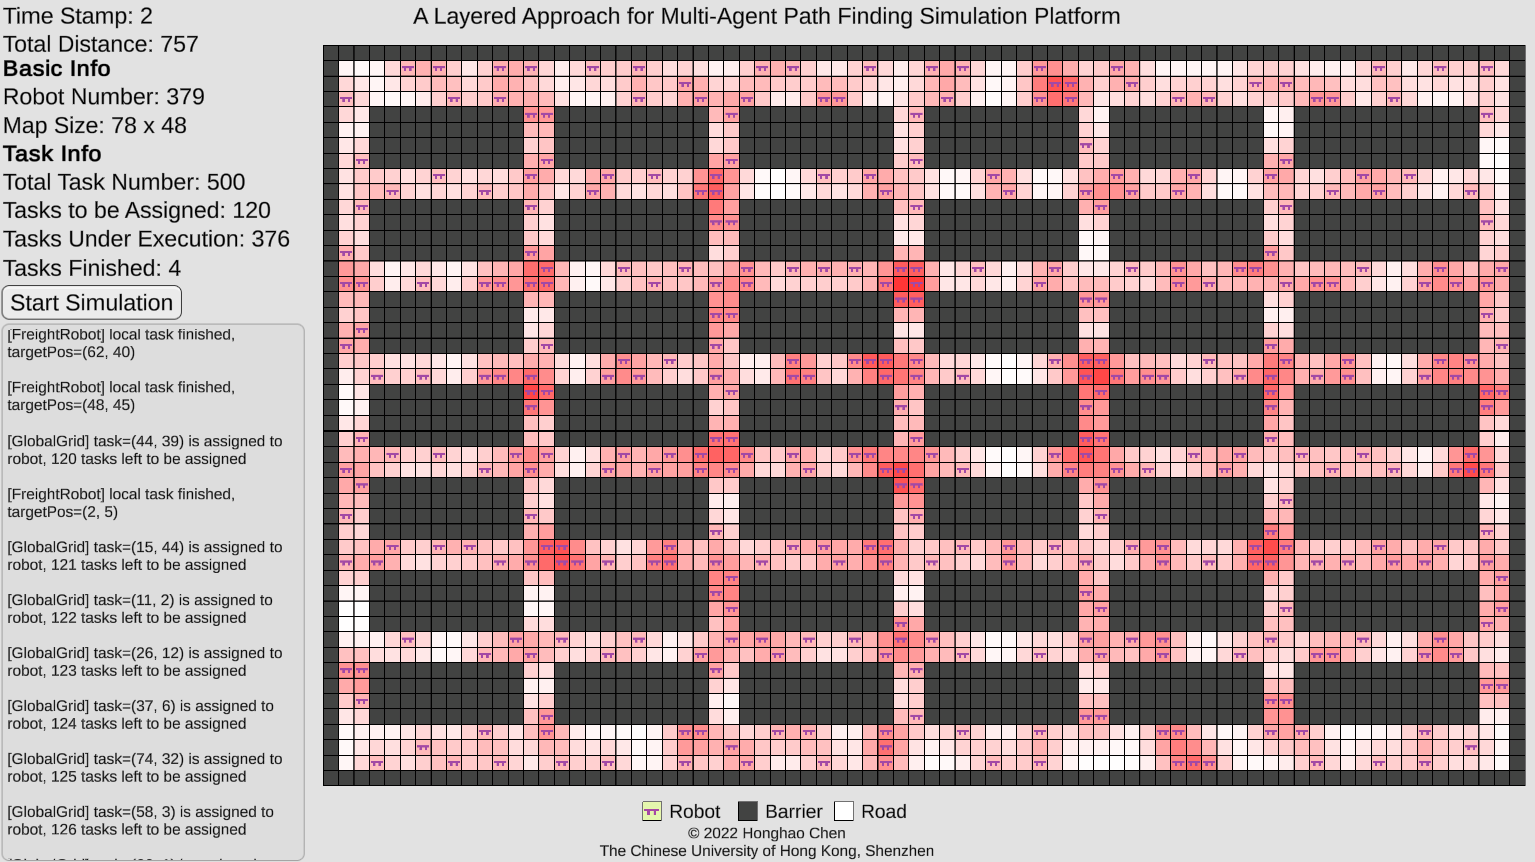 A Layered Approach for Multi-Agent Path Finding Simulation Platform
Time Stamp: 2
Total Distance: 757
Basic Info
Robot Number: 379
Map Size: 78 x 48
Task Info
Total Task Number: 500
Tasks to be Assigned: 120
Tasks Under Execution: 376
Tasks Finished: 4
Start Simulation
[FreightRobot] local task finished,
targetPos=(62, 40)
[FreightRobot] local task finished,
targetPos=(48, 45)
[GlobalGrid] task=(44, 39) is assigned to
robot, 120 tasks left to be assigned
[FreightRobot] local task finished,
targetPos=(2, 5)
[GlobalGrid] task=(15, 44) is assigned to
robot, 121 tasks left to be assigned
[GlobalGrid] task=(11, 2) is assigned to
robot, 122 tasks left to be assigned
[GlobalGrid] task=(26, 12) is assigned to
robot, 123 tasks left to be assigned
[GlobalGrid] task=(37, 6) is assigned to
robot, 124 tasks left to be assigned
[GlobalGrid] task=(74, 32) is assigned to
robot, 125 tasks left to be assigned
[GlobalGrid] task=(58, 3) is assigned to
robot, 126 tasks left to be assigned
Robot Barrier Road
© 2022 Honghao Chen
The Chinese University of Hong Kong, Shenzhen